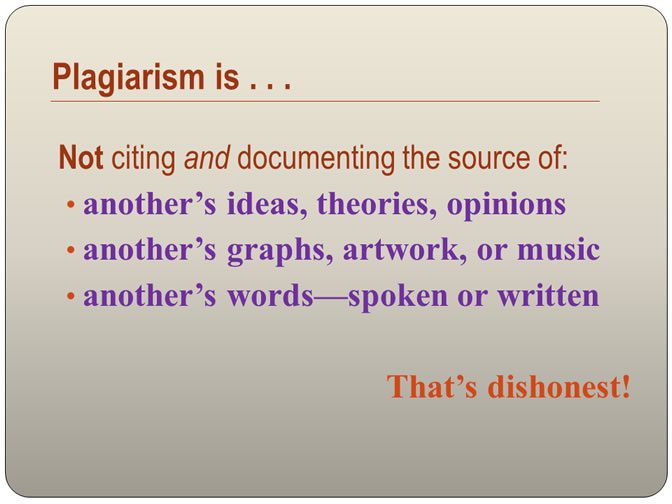 Plagiarism is . . .
Not citing and documenting the source of:
• another’s ideas, theories, opinions
• another’s graphs, artwork, or music
• another’s words—spoken or written
That’s dishonest!